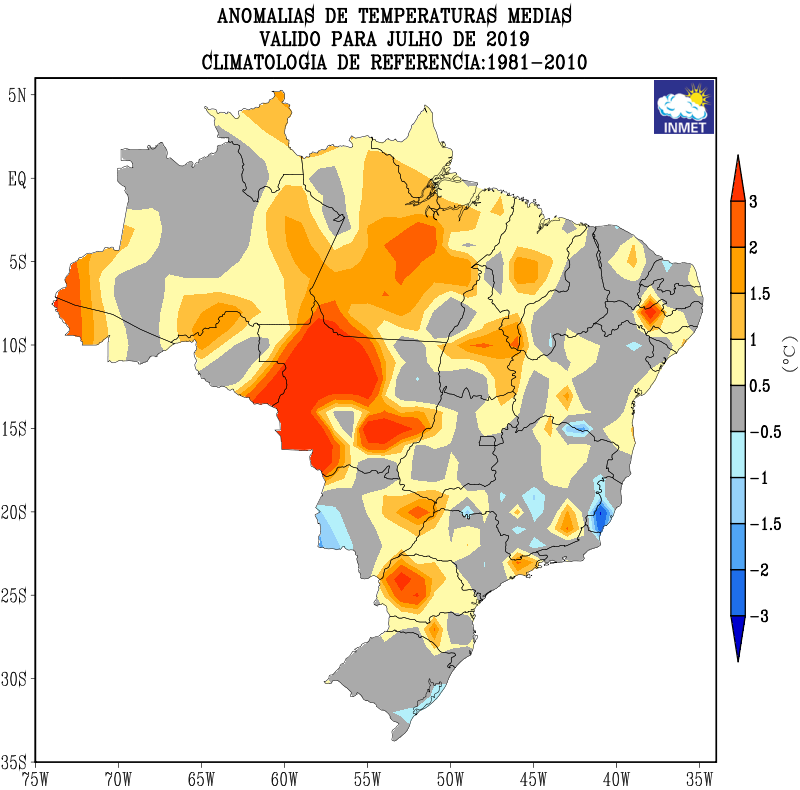 ANOMALIAS DE TEMPERATURAS MEDIAS
VALIDO PARA JULHO DE 2019
CLIMATOLOGIA DE REFERENCIA:1981-2010
INMET
5N
EQ
5S
10S
15S
20S
25S
30S
35S
75W
70W
65W
60W
55W
50W
45W
40W
35W
3
2
1.5
1
0.5
-0.5
-1
-1.5
-2
-3
(°C)